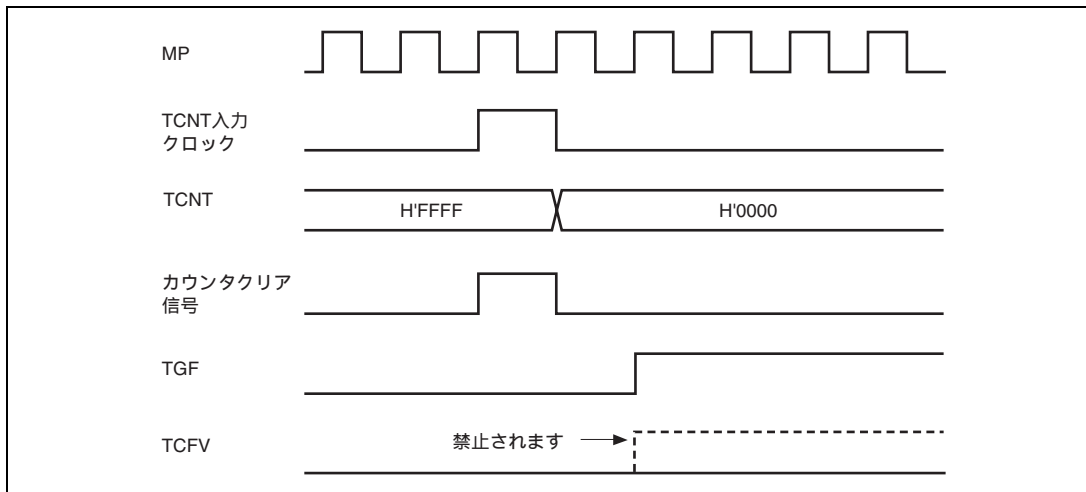 MP
TCNT入力
クロック
TCNT
H'FFFF
H'0000
カウンタクリア
信号
TGF
TCFV
禁止されます